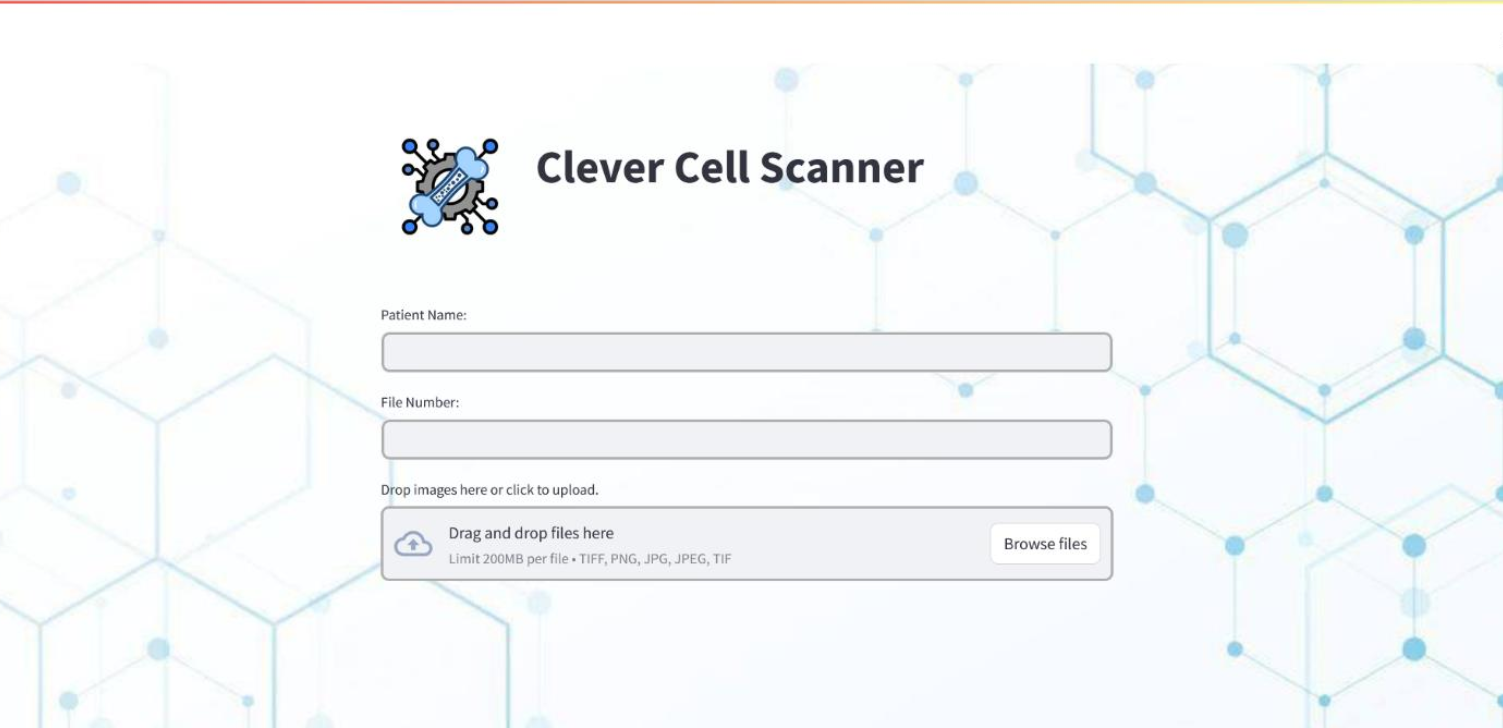 Clever Cell Scanner
Patient Name:
File Number:
Drop images here or click to upload.
Drag and drop files here
Limit 200MB per file • TIFF, PNG, JPG, JPEG, TIF
Browse files